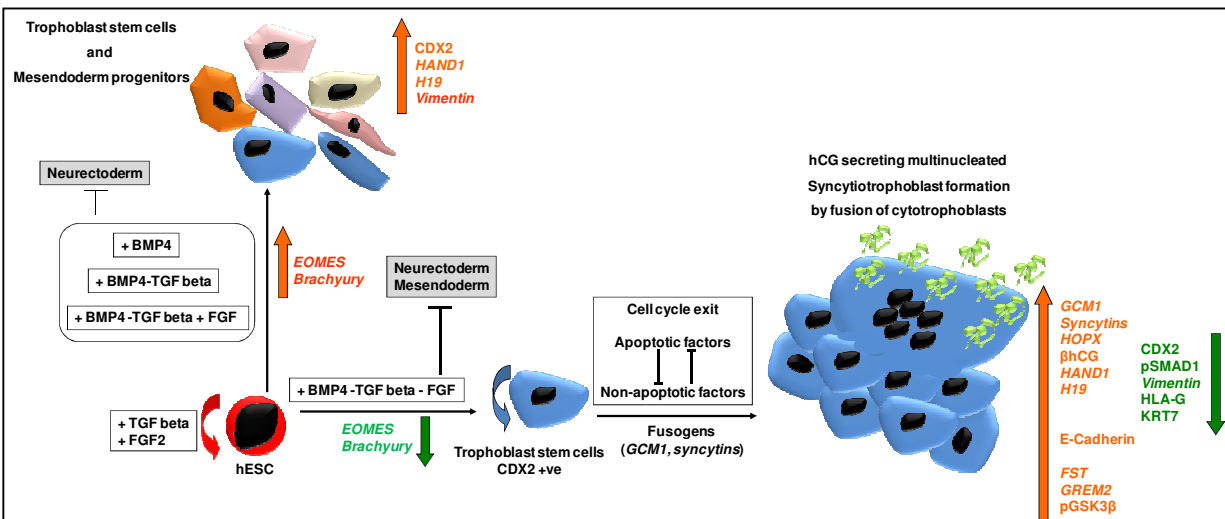 Trophoblast stem cells
and
Mesendoderm progenitors
CDX2
HAND1
H19
Vimentin
Neurectoderm
+ BMP4
+ BMP4-TGF beta
+ BMP4 -TGF beta + FGF
EOMES
Brachyury
Neurectoderm
Mesendoderm
+ TGF beta
+ FGF2
hESC
+ BMP4 -TGF beta - FGF
EOMES
Brachyury
Trophoblast stem cells
CDX2 +ve
Cell cycle exit
Apoptotic factors
Non-apoptotic factors
Fusogens
(GCM1, syncytins)
hCG secreting multinucleated
Syncytiotrophoblast formation
by fusion of cytotrophoblasts
GCM1
Syncytins
HOPX
βhCG
HAND1
H19
E-Cadherin
FST
GREM2
pGSK3β
CDX2
pSMAD1
Vimentin
HLA-G
KRT7